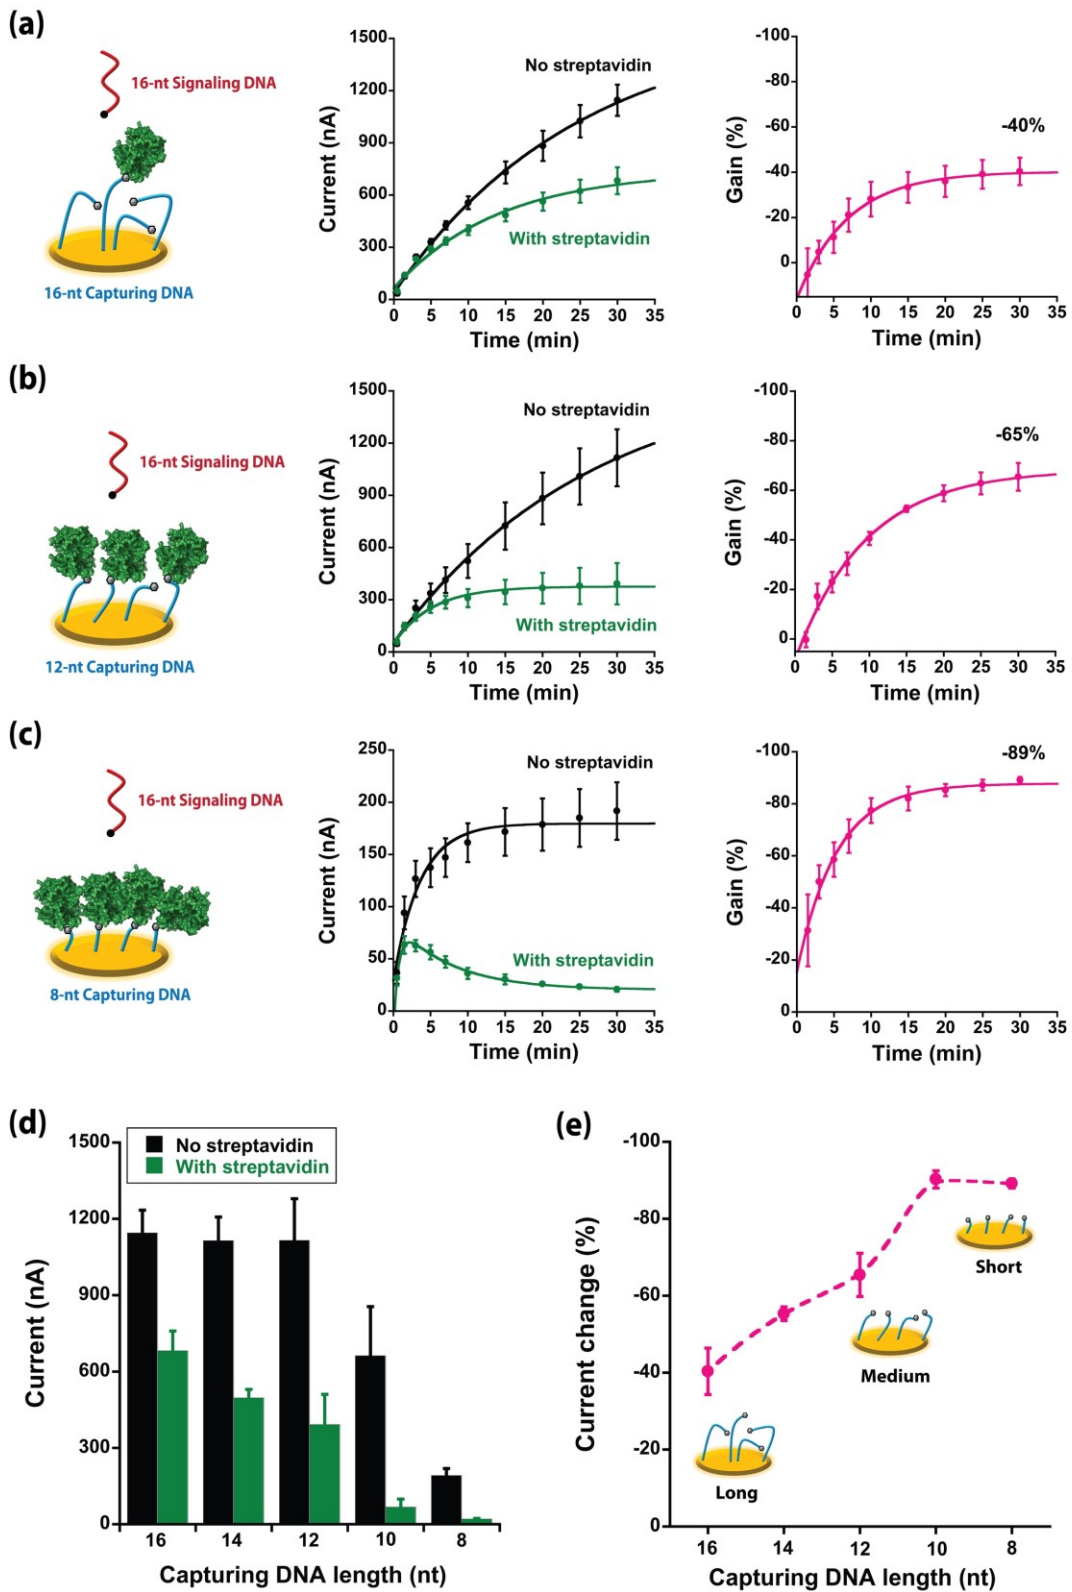 (a)
16-nt Signaling DNA
16-nt Capturing DNA
Current (nA)
1500
1200
900
600
300
0
No streptavidin
With streptavidin
0 5 10 15 20 25 30 35
Time (min)
Gain (%)
-100
-80
-60
-40
-20
0
-40%
0 5 10 15 20 25 30 35
Time (min)
(b)
16-nt Signaling DNA
12-nt Capturing DNA
Current (nA)
1500
1200
900
600
300
0
No streptavidin
With streptavidin
0 5 10 15 20 25 30 35
Time (min)
Gain (%)
-100
-80
-60
-40
-20
0
-65%
0 5 10 15 20 25 30 35
Time (min)
(c)
16-nt Signaling DNA
8-nt Capturing DNA
Current (nA)
250
200
150
100
50
0
No streptavidin
With streptavidin
0 5 10 15 20 25 30 35
Time (min)
Gain (%)
-100
-80
-60
-40
-20
0
-89%
0 5 10 15 20 25 30 35
Time (min)
(d)
No streptavidin
With streptavidin
Current (nA)
1500
1200
900
600
300
0
16 14 12 10 8
Capturing DNA length (nt)
(e)
Current change (%)
-100
-80
-60
-40
-20
0
Short
Medium
Long
16 14 12 10 8
Capturing DNA length (nt)